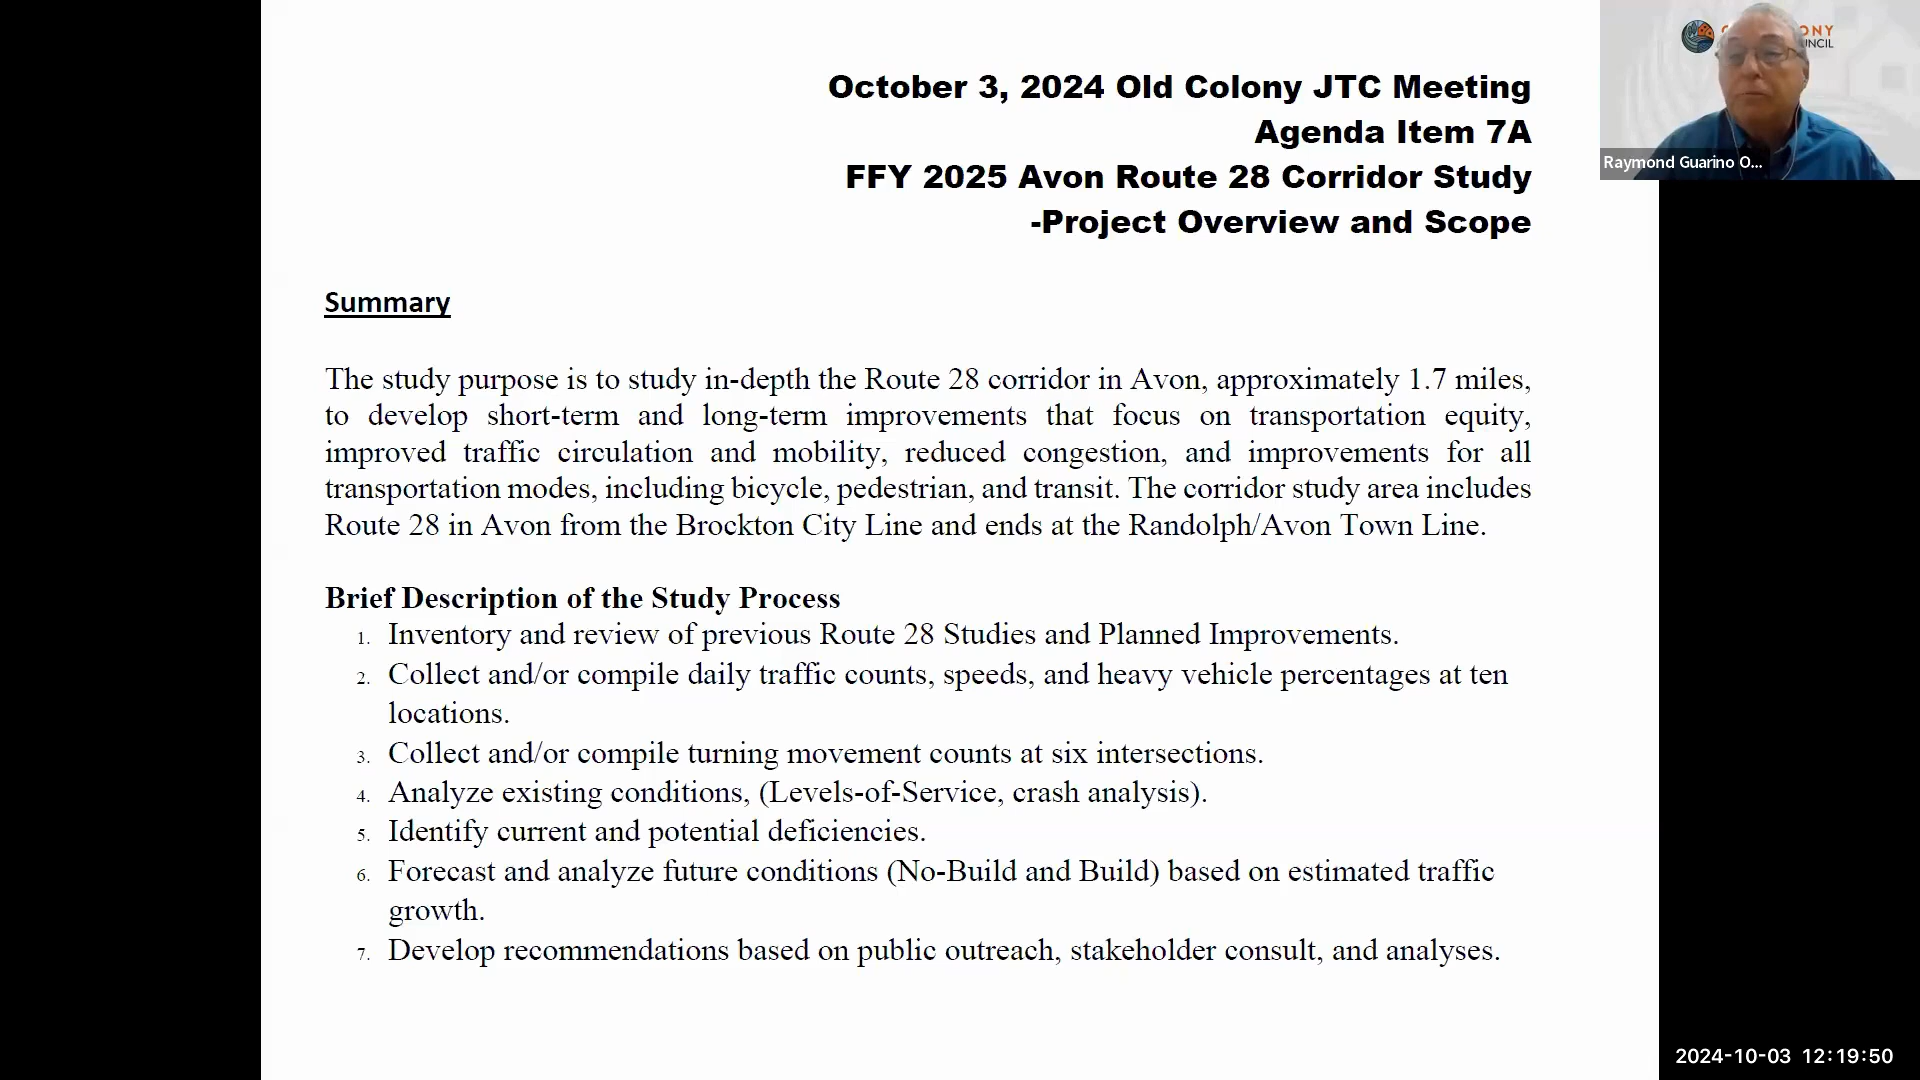 October 3, 2024 Old Colony JTC Meeting
Agenda Item 7A
FFY 2025 Avon Route 28 Corridor Study
-Project Overview and Scope
Summary
The study purpose is to study in-depth the Route 28 corridor in Avon, approximately 1.7 miles,
to develop short-term and long-term improvements that focus on transportation equity,
improved traffic circulation and mobility, reduced congestion, and improvements for all
transportation modes, including bicycle, pedestrian, and transit. The corridor study area includes
Route 28 in Avon from the Brockton City Line and ends at the Randolph/Avon Town Line.
Brief Description of the Study Process
1. Inventory and review of previous Route 28 Studies and Planned Improvements.
2. Collect and/or compile daily traffic counts, speeds, and heavy vehicle percentages at ten
locations.
3. Collect and/or compile turning movement counts at six intersections.
4. Analyze existing conditions, (Levels-of-Service, crash analysis).
5. Identify current and potential deficiencies.
6. Forecast and analyze future conditions (No-Build and Build) based on estimated traffic
growth.
7. Develop recommendations based on public outreach, stakeholder consult, and analyses.
Raymond Guarino O...
2024-10-03 12:19:50